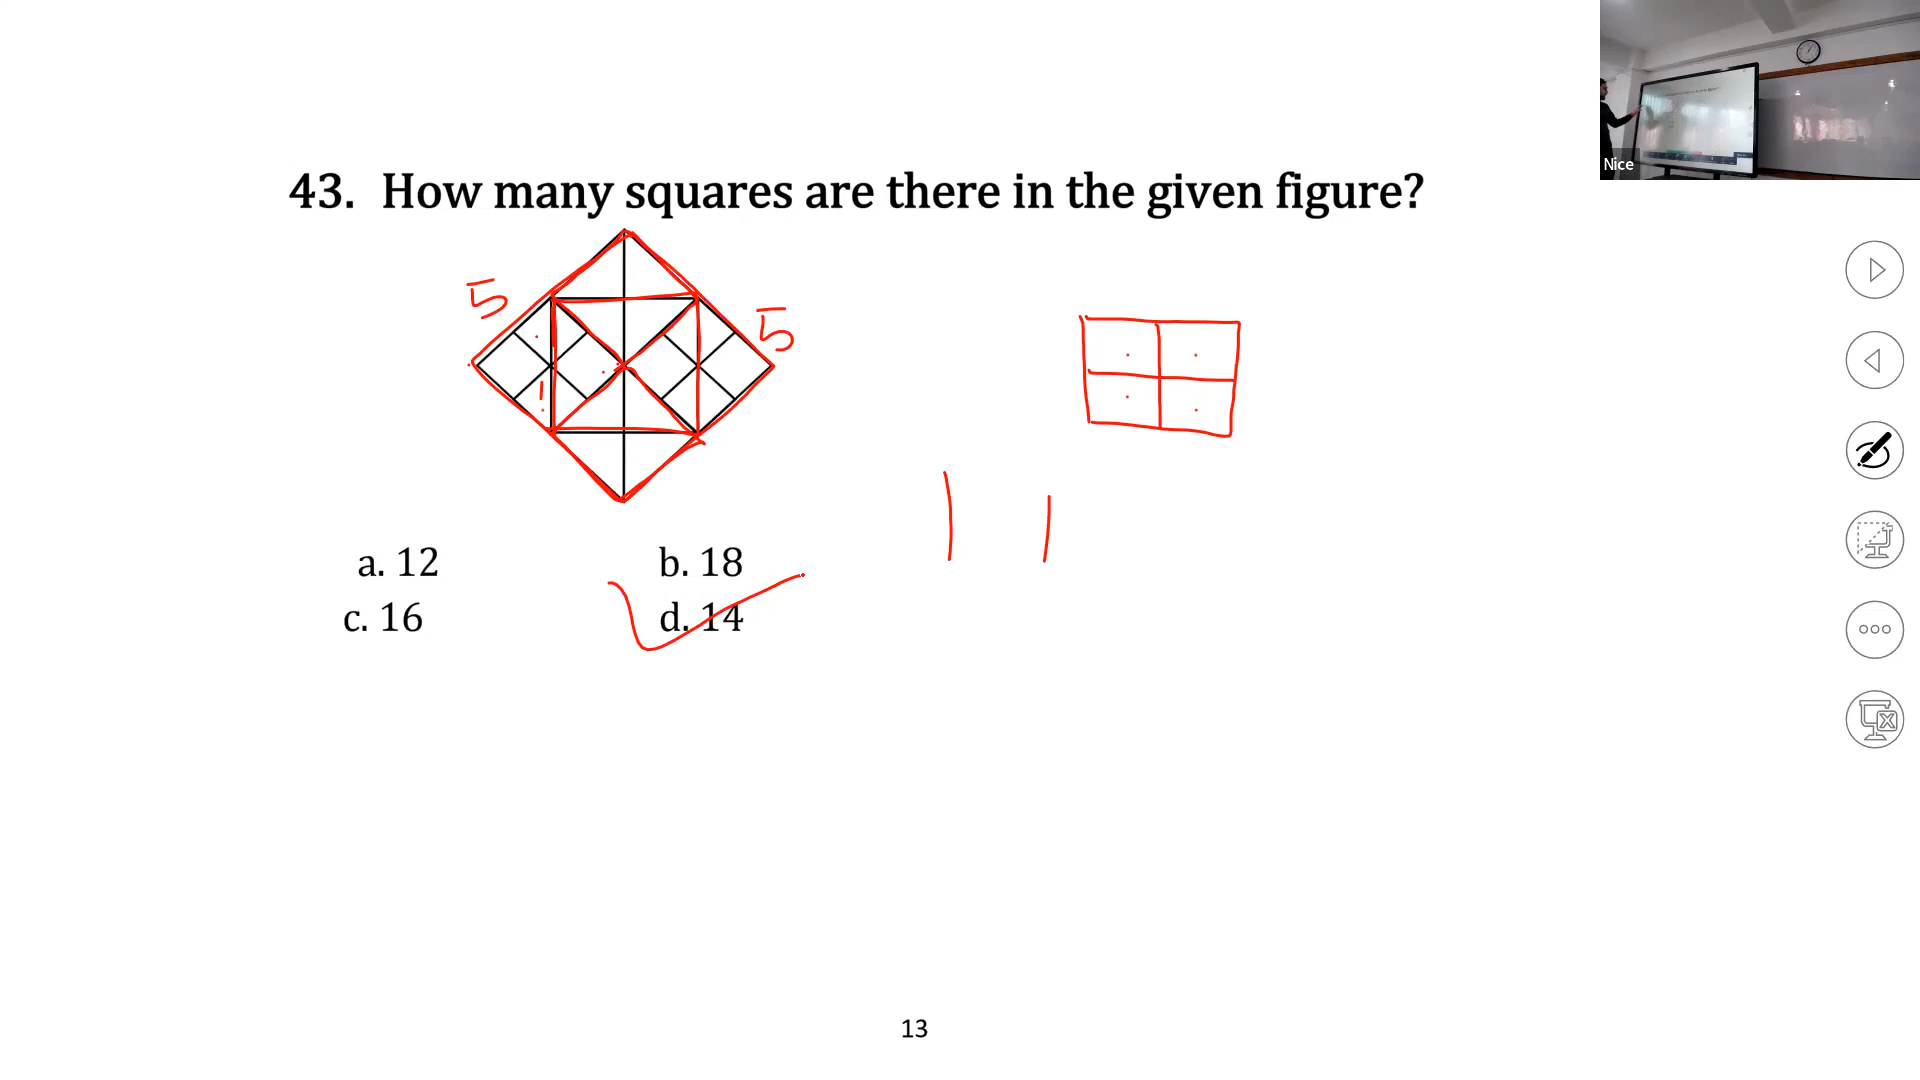 Nice
43. How many squares are there in the given figure?
5
5
a. 12 b. 18
c. 16 d. 14
13